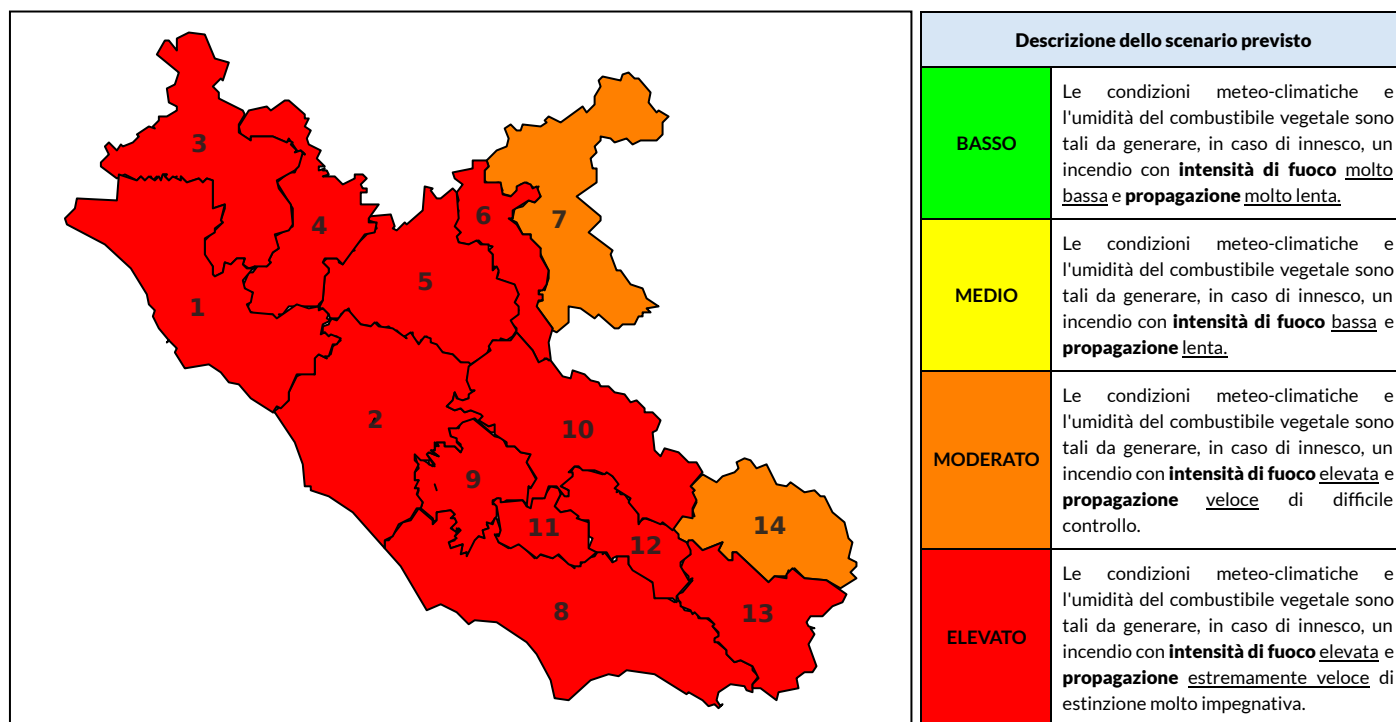 3
4
6
7
5
1
2
10
9
11
14
12
8
13
Descrizione dello scenario previsto
BASSO
Le condizioni meteo-climatiche e
l'umidità del combustibile vegetale sono
tali da generare, in caso di innesco, un
incendio con intensità di fuoco molto
bassa e propagazione molto lenta.
MEDIO
Le condizioni meteo-climatiche e
l'umidità del combustibile vegetale sono
tali da generare, in caso di innesco, un
incendio con intensità di fuoco bassa e
propagazione lenta.
MODERATO
Le condizioni meteo-climatiche e
l'umidità del combustibile vegetale sono
tali da generare, in caso di innesco, un
incendio con intensità di fuoco elevata e
propagazione veloce di difficile
controllo.
ELEVATO
Le condizioni meteo-climatiche e
l'umidità del combustibile vegetale sono
tali da generare, in caso di innesco, un
incendio con intensità di fuoco elevata e
propagazione estremamente veloce di
estinzione molto impegnativa.